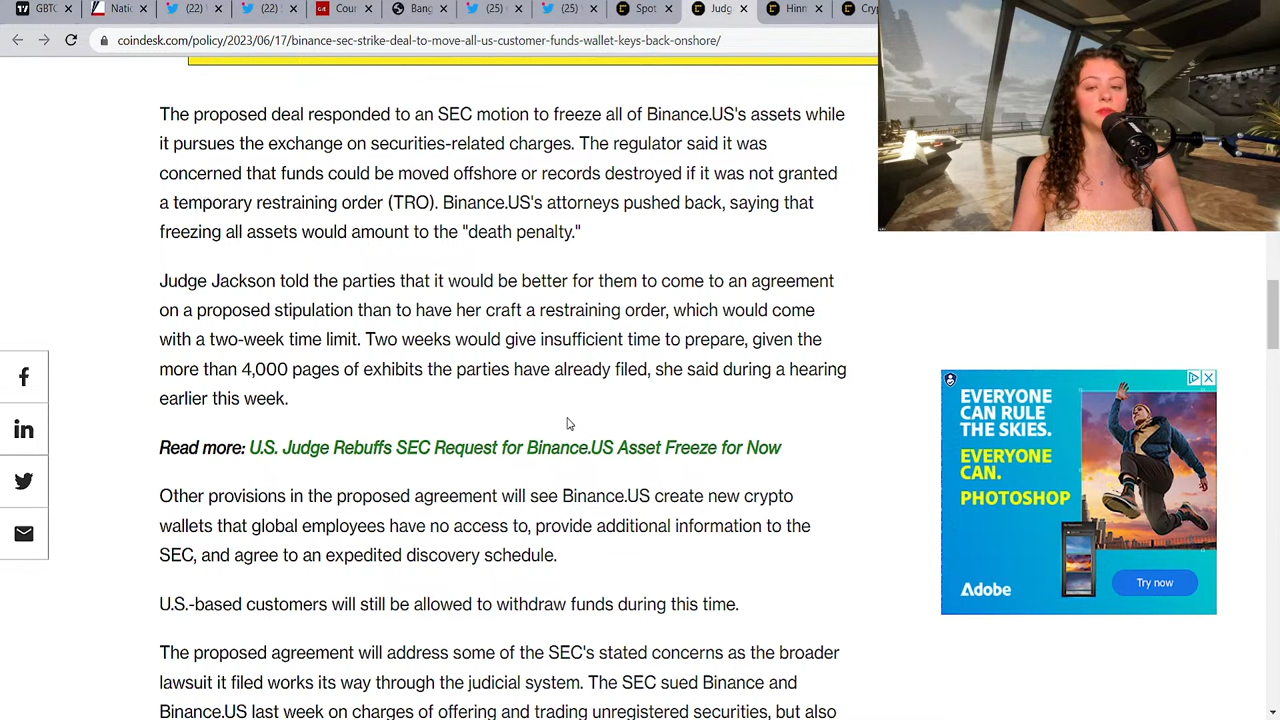 GBTC
Natic
(22)
(22)
Cour
Bang
(25)
(25)
Spot
Judg
Hinm
Cryp
coindesk.com/policy/2023/06/17/binance-sec-strike-deal-to-move-all-us-customer-funds-wallet-keys-back-onshore/
The proposed deal responded to an SEC motion to freeze all of Binance.US's assets while
it pursues the exchange on securities-related charges. The regulator said it was
concerned that funds could be moved offshore or records destroyed if it was not granted
a temporary restraining order (TRO). Binance.US's attorneys pushed back, saying that
freezing all assets would amount to the "death penalty."
Judge Jackson told the parties that it would be better for them to come to an agreement
on a proposed stipulation than to have her craft a restraining order, which would come
with a two-week time limit. Two weeks would give insufficient time to prepare, given the
more than 4,000 pages of exhibits the parties have already filed, she said during a hearing
earlier this week.
Read more: U.S. Judge Rebuffs SEC Request for Binance.US Asset Freeze for Now
Other provisions in the proposed agreement will see Binance.US create new crypto
wallets that global employees have no access to, provide additional information to the
SEC, and agree to an expedited discovery schedule.
U.S.-based customers will still be allowed to withdraw funds during this time.
The proposed agreement will address some of the SEC's stated concerns as the broader
lawsuit it filed works its way through the judicial system. The SEC sued Binance and
Binance.US last week on charges of offering and trading unregistered securities, but also
EVERYONE
CAN RULE
THE SKIES.
EVERYONE
CAN.
PHOTOSHOP
Adobe
Try now